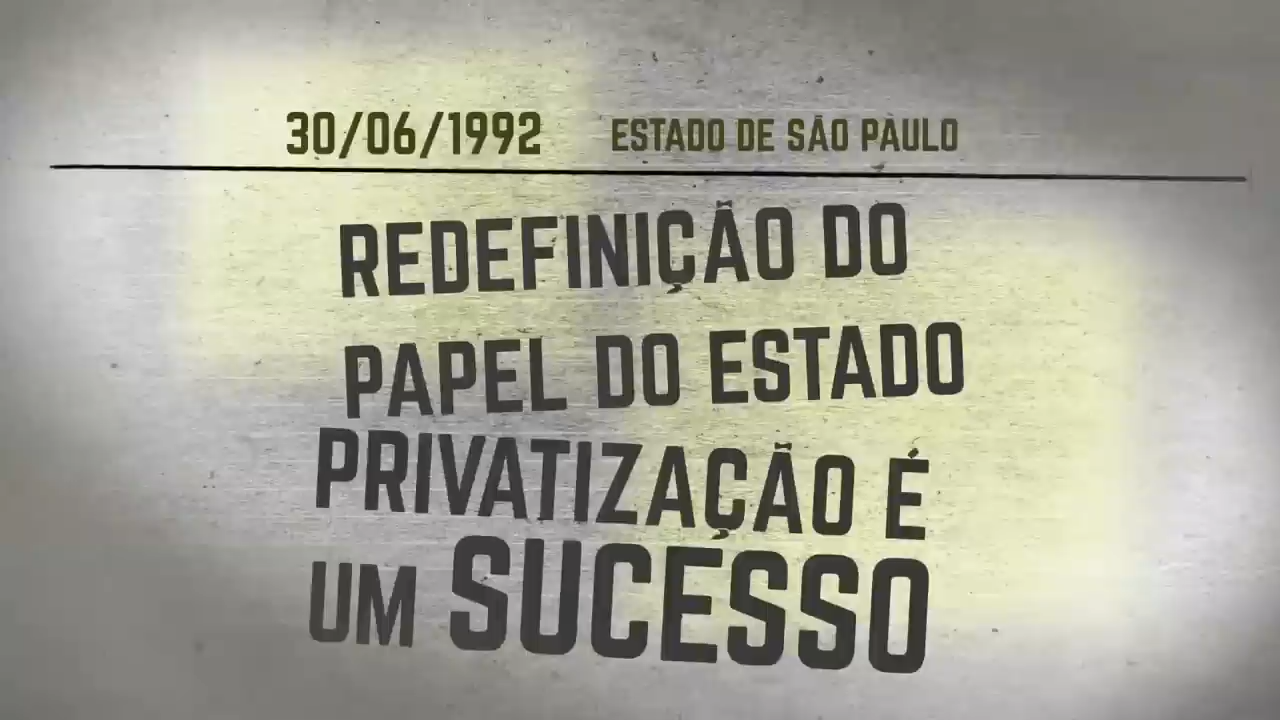 30/06/1992 ESTADO DE SÃO PAULO
REDEFINIÇÃO DO
PAPEL DO ESTADO
PRIVATIZAÇÃO É
UM SUCESSO